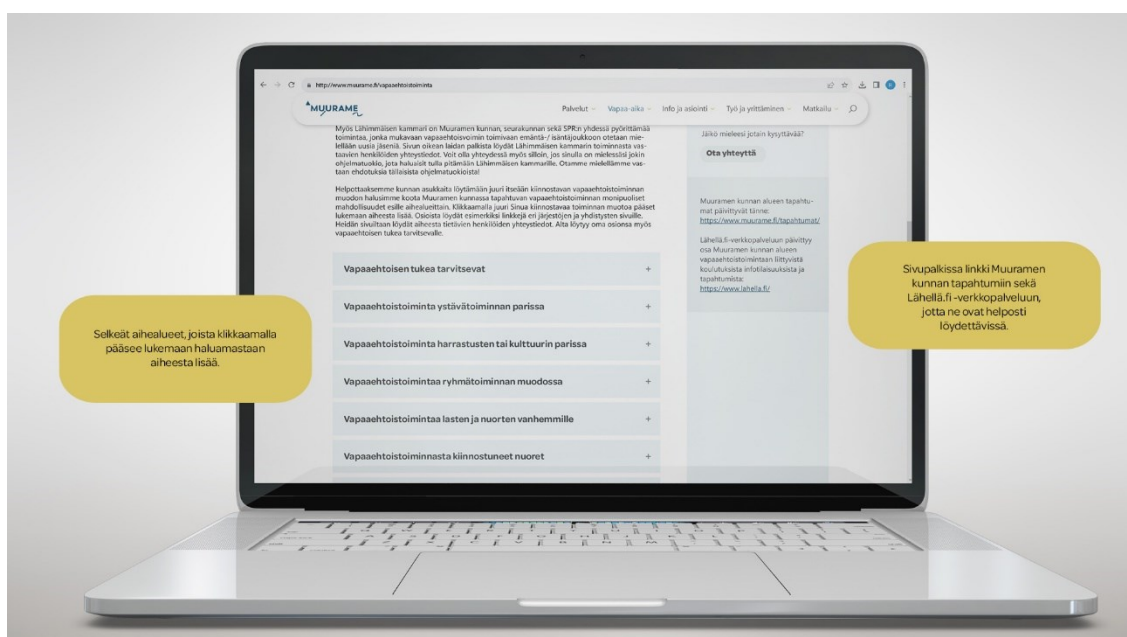 http://www.muurame.fi/vapaaehtoistoiminta
MUURAME
Palvelut
Vapaa-aika
Info ja asiointi
Työ ja yrittäminen
Matkailu
Myös Lähimmäisen kammari on Muuramen kunnan, seurakunnan sekä SPR:n yhdessä pyörittämää
toimintaa, jonka mukavaan vapaaehtoisvoimin toimivaan emäntä-/ isäntäjoukkoon otetaan mie-
lellään uusia jäseniä. Sivun oikean laidan palkista löydät Lähimmäisen kammarin toiminnasta vas-
taavien henkilöiden yhteystiedot. Voit olla yhteydessä myös silloin, jos sinulla on mielessäsi jokin
ohjelmatuokio, jota haluaisit tulla pitämään Lähimmäisen kammarille. Otamme mielellämme vas-
taan ehdotuksia tällaisista ohjelmatuokioista!
Helpottaaksemme kunnan asukkaita löytämään juuri itseään kiinnostavan vapaaehtoistoiminnan
muodon halusimme koota Muuramen kunnassa tapahtuvan vapaaehtoistoiminnan monipuoliset
mahdollisuudet esille aihealueittain. Klikkaamalla juuri Sinua kiinnostavaa toiminnan muotoa pääset
lukemaan aiheesta lisää. Osioista löydät esimerkiksi linkkejä eri järjestöjen ja yhdistysten sivuille.
Heidän sivuiltaan löydät aiheesta tietävien henkilöiden yhteystiedot. Alta löytyy oma osionsa myös
vapaaehtoisen tukea tarvitsevalle.
Vapaaehtoisen tukea tarvitsevat +
Vapaaehtoistoiminta ystävätoiminnan parissa +
Vapaaehtoistoiminta harrastusten tai kulttuurin parissa +
Vapaaehtoistoimintaa ryhmätoiminnan muodossa +
Vapaaehtoistoimintaa lasten ja nuorten vanhemmille +
Vapaaehtoistoiminnasta kiinnostuneet nuoret +
Jäikö mieleesi jotain kysyttävää?
Ota yhteyttä
Muuramen kunnan alueen tapahtu-
mat päivittyvät tänne:
https://www.muurame.fi/tapahtumat/
Lähellä.fi-verkkopalveluun päivittyy
osa Muuramen kunnan alueen
vapaaehtoistoimintaan liittyvistä
koulutuksista infotilaisuuksista ja
tapahtumista:
https://www.lahella.fi/
Selkeät aihealueet, joista klikkaamalla
pääsee lukemaan haluamastaan
aiheesta lisää.
Sivupalkissa linkki Muuramen
kunnan tapahtumiin sekä
Lähellä.fi -verkkopalveluun,
jotta ne ovat helposti
löydettävissä.